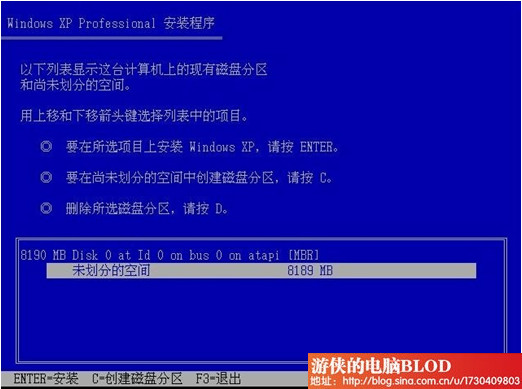 Windows XP Professional 安装程序
以下列表显示这台计算机上的现有磁盘分区
和尚未划分的空间。
用上移和下移箭头键选择列表中的项目。
◎ 要在所选项目上安装 Windows XP，请按 ENTER。
◎ 要在尚未划分的空间中创建磁盘分区，请按 C。
◎ 删除所选磁盘分区，请按 D。
8190 MB Disk 0 at Id 0 on bus 0 on atapi [MBR]
未划分的空间 8189 MB
ENTER=安装 C=创建磁盘分区 F3=退出
游侠的电脑BLOD
地址：http://blog.sina.com.cn/u/1730409803